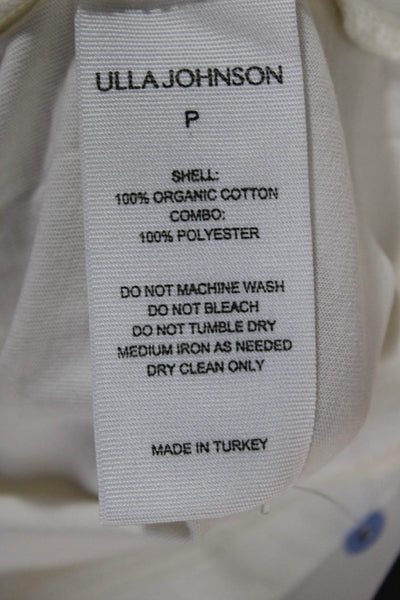 ULLA JOHNSON
P
SHELL:
100% ORGANIC COTTON
COMBO:
100% POLYESTER
DO NOT MACHINE WASH
DO NOT BLEACH
DO NOT TUMBLE DRY
MEDIUM IRON AS NEEDED
DRY CLEAN ONLY
MADE IN TURKEY